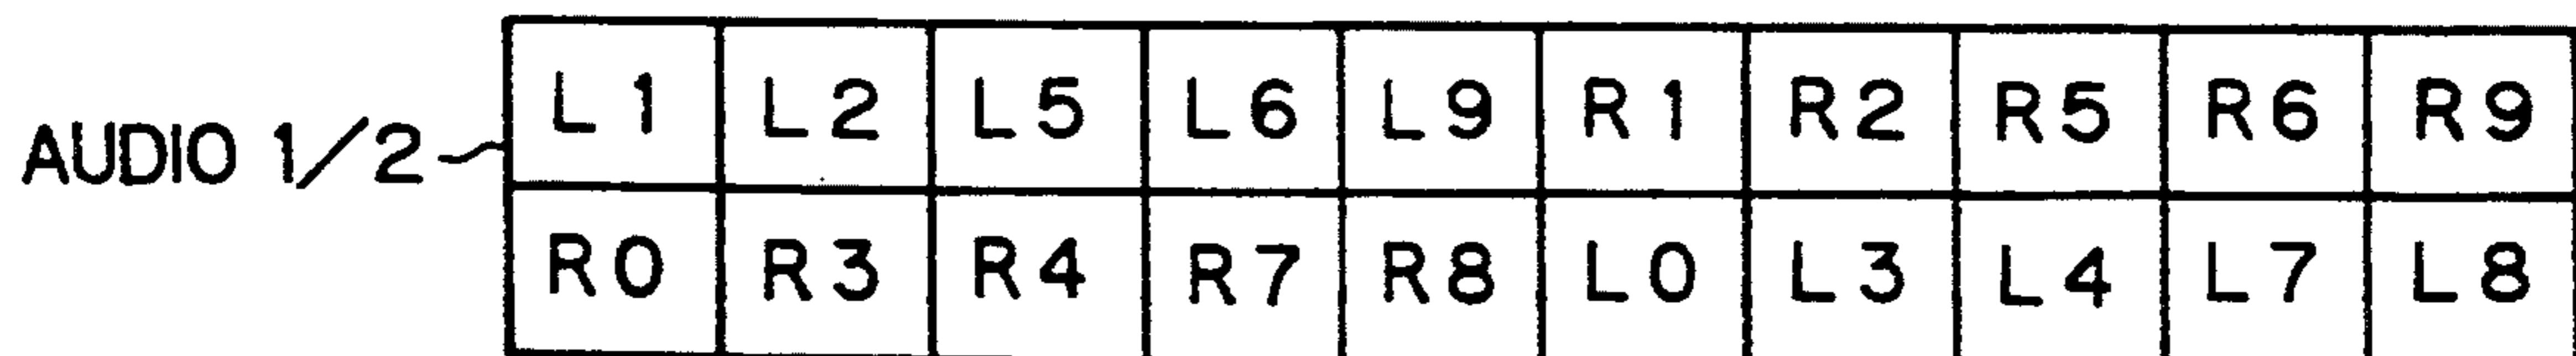 L1 L2 L5 L6 L9 R1 R2 R5 R6 R9
AUDIO 1/2
R0 R3 R4 R7 R8 L0 L3 L4 L7 L8